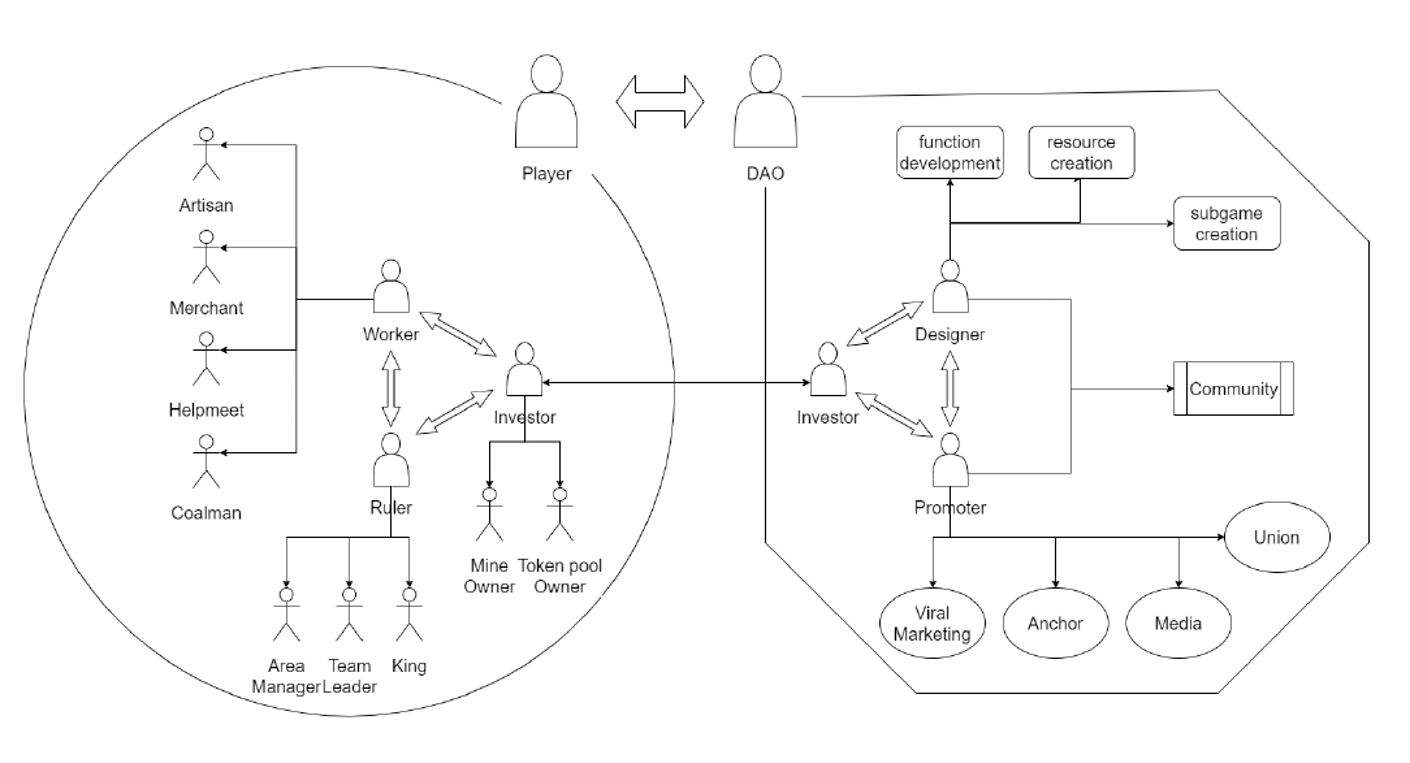 Player
DAO
Artisan
Merchant
Helpmeet
Coalman
Worker
Investor
Ruler
Mine
Owner
Token pool
Owner
Area
Manager
Team
Leader
King
function
development
resource
creation
subgame
creation
Designer
Investor
Community
Promoter
Union
Viral
Marketing
Anchor
Media